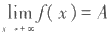 lim f(x)=A
x→+∞